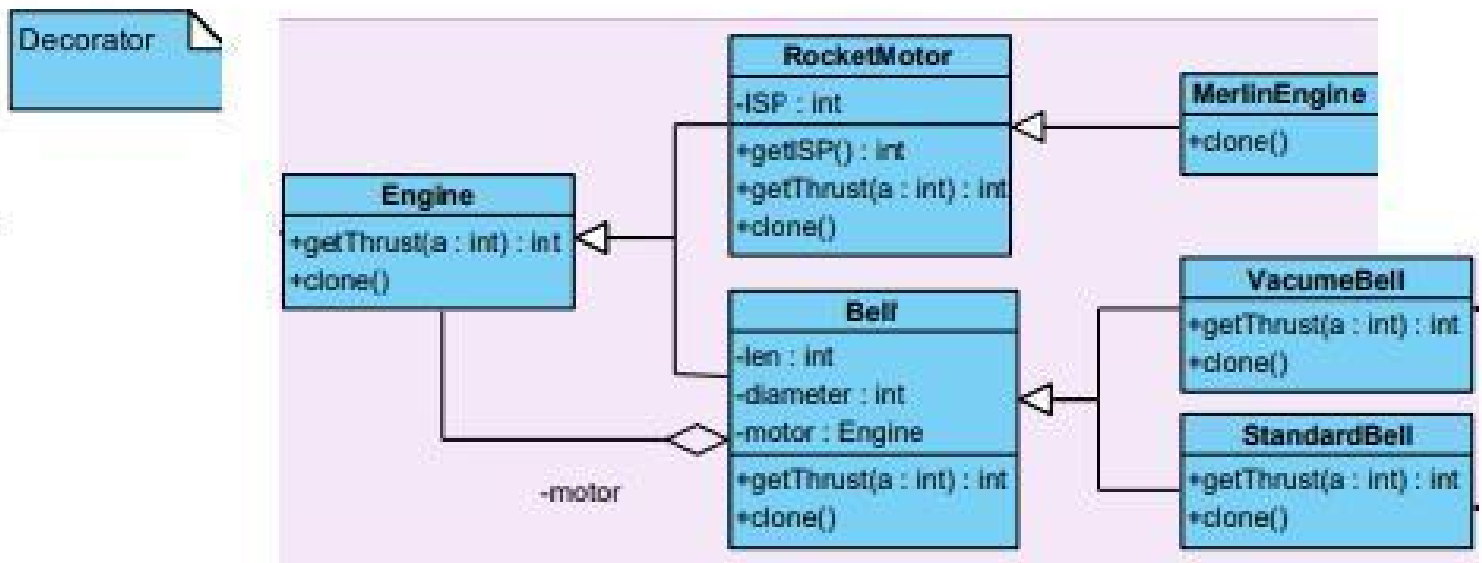 Decorator
RocketMotor
-ISP : int
+getISP() : int
+getThrust(a : int) : int
+clone()
MerlinEngine
+clone()
Engine
+getThrust(a : int) : int
+clone()
Bell
-len : int
-diameter : int
-motor : Engine
+getThrust(a : int) : int
+clone()
-motor
VacumeBell
+getThrust(a : int) : int
+clone()
StandardBell
+getThrust(a : int) : int
+clone()